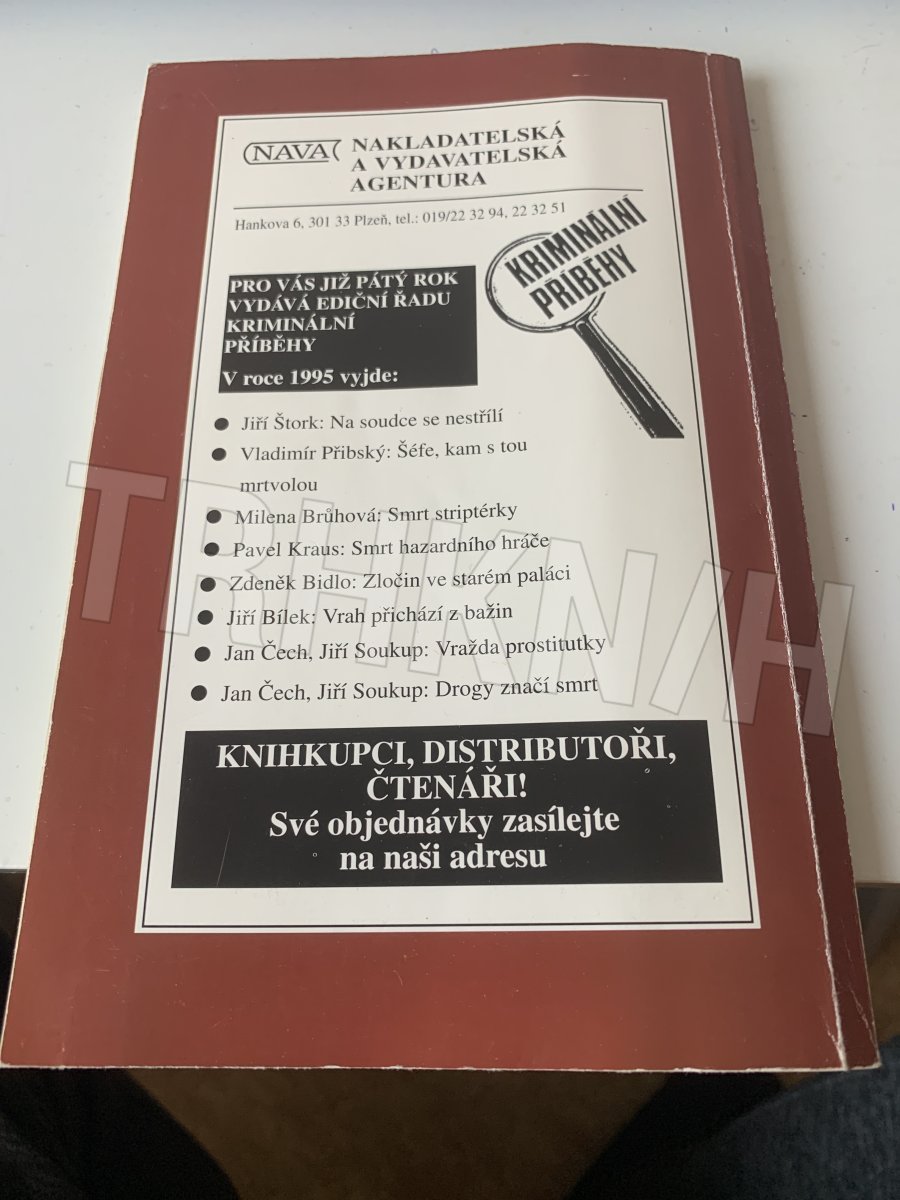 NAVA
NAKLADATELSKÁ
A VYDAVATELSKÁ
AGENTURA
Hankova 6, 301 33 Plzeň, tel.: 019/22 32 94, 22 32 51
KRIMINÁLNÍ
PŘÍBĚHY
PRO VÁS JIŽ PÁTÝ ROK
VYDÁVÁ EDIČNÍ ŘADU
KRIMINÁLNÍ
PŘÍBĚHY
V roce 1995 vyjde:
● Jiří Štork: Na soudce se nestřílí
● Vladimír Přibský: Šéfe, kam s tou
mrtvolou
● Milena Brůhová: Smrt striptérky
● Pavel Kraus: Smrt hazardního hráče
● Zdeněk Bidlo: Zločin ve starém paláci
● Jiří Bílek: Vrah přichází z bažin
● Jan Čech, Jiří Soukup: Vražda prostitutky
● Jan Čech, Jiří Soukup: Drogy značí smrt
KNIHKUPCI, DISTRIBUTOŘI,
ČTENÁŘI!
Své objednávky zasílejte
na naši adresu
TRHKNIH